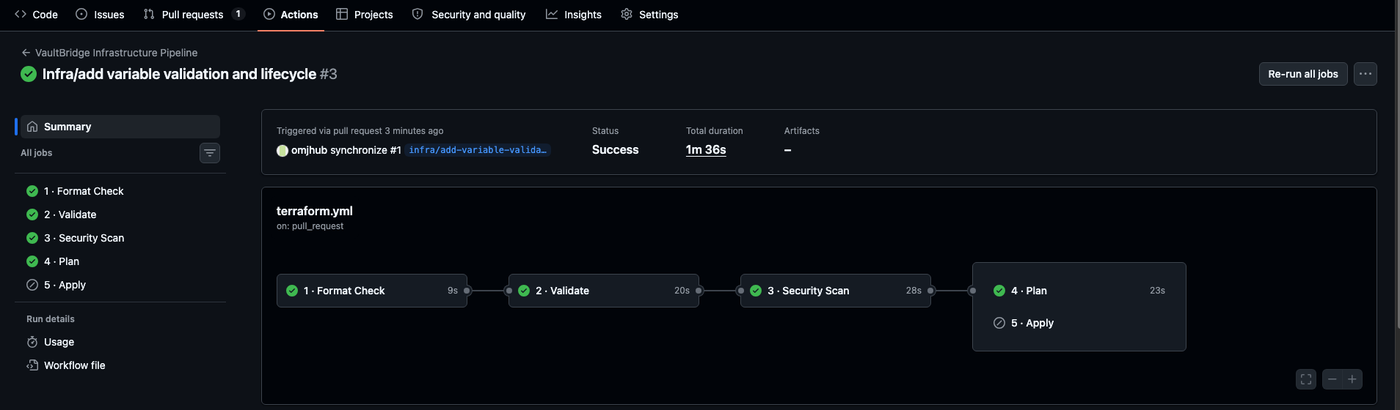 Code Issues Pull requests 1 Actions Projects Security and quality Insights Settings
← VaultBridge Infrastructure Pipeline
Infra/add variable validation and lifecycle #3
Re-run all jobs
Summary
All jobs
1 · Format Check
2 · Validate
3 · Security Scan
4 · Plan
5 · Apply
Run details
Usage
Workflow file
Triggered via pull request 3 minutes ago
omjhub synchronize #1 infra/add-variable-valida…
Status
Success
Total duration
1m 36s
Artifacts
–
terraform.yml
on: pull_request
1 · Format Check 9s
2 · Validate 20s
3 · Security Scan 28s
4 · Plan 23s
5 · Apply